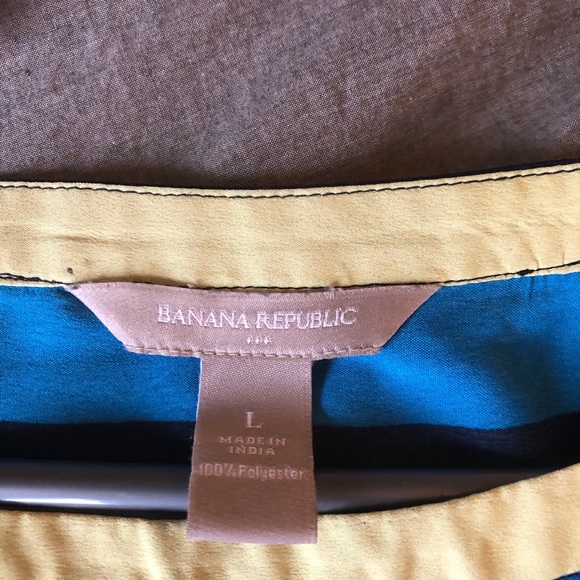 BANANA REPUBLIC
L
MADE IN
INDIA
100% Polyester